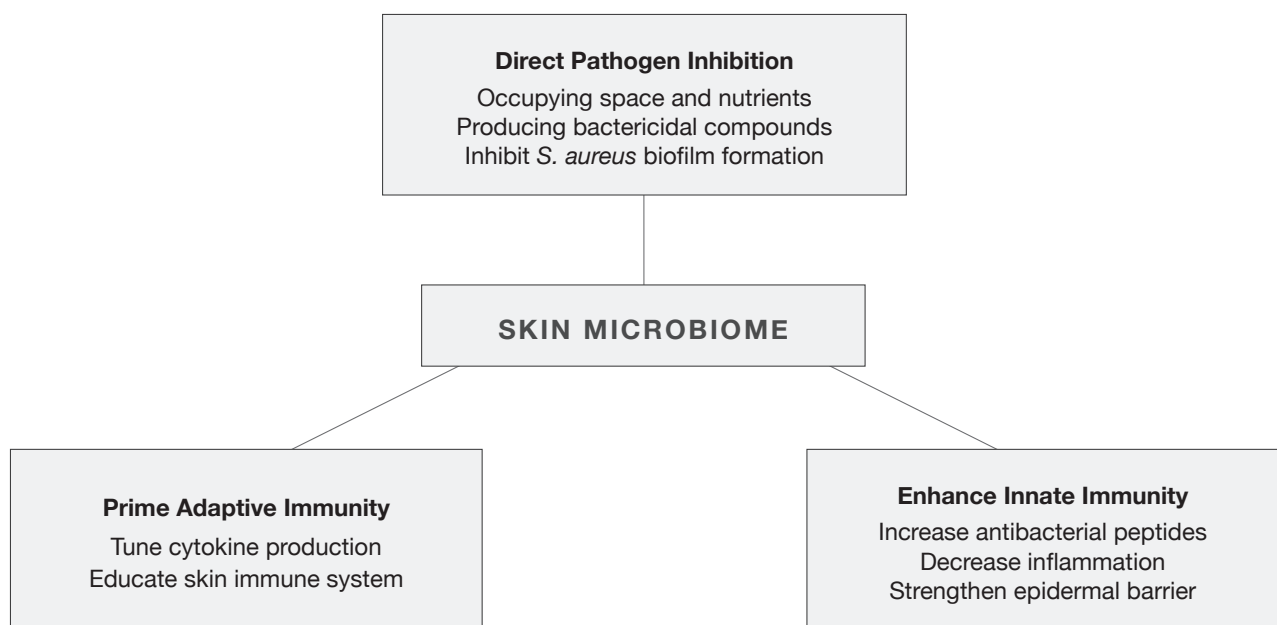 Direct Pathogen Inhibition
Occupying space and nutrients
Producing bactericidal compounds
Inhibit S. aureus biofilm formation
SKIN MICROBIOME
Prime Adaptive Immunity
Tune cytokine production
Educate skin immune system
Enhance Innate Immunity
Increase antibacterial peptides
Decrease inflammation
Strengthen epidermal barrier